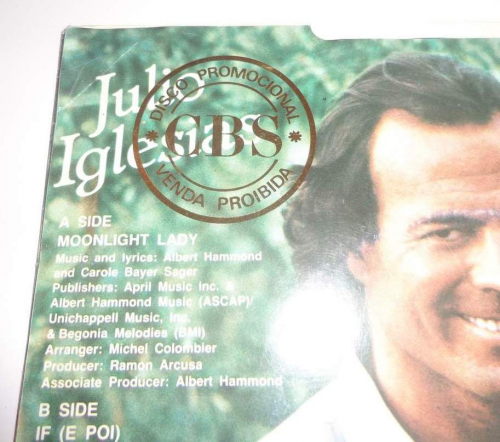 Julio
Iglesias
DISCO PROMOCIONAL
CBS
VENDA PROIBIDA
A SIDE
MOONLIGHT LADY
Music and lyrics: Albert Hammond
and Carole Bayer Sager
Publishers: April Music Inc. &
Albert Hammond Music (ASCAP)/
Unichappell Music, Inc.
& Begonia Melodies (BMI)
Arranger: Michel Colombier
Producer: Ramon Arcusa
Associate Producer: Albert Hammond
B SIDE
IF (E POI)